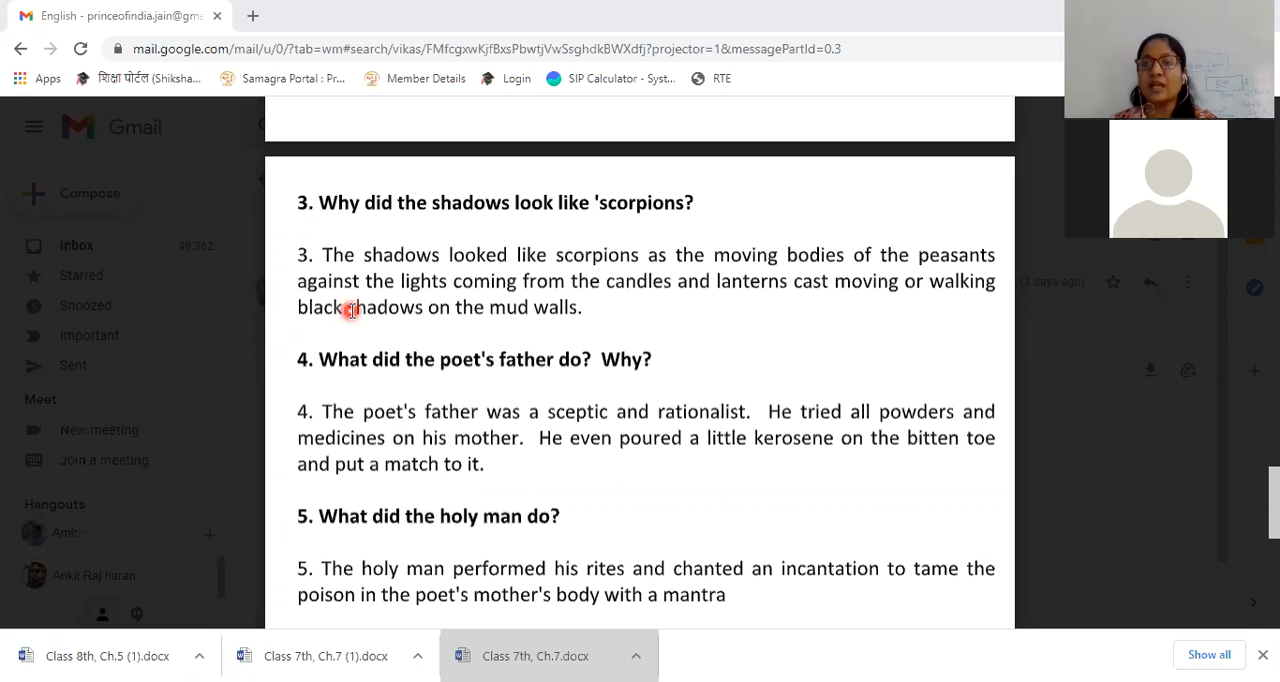 English - princeofindia.jain@gma
mail.google.com/mail/u/0/?tab=wm#search/vikas/FMfcgxwKjfBxsPbwtjVwSsghdkBWXdfj?projector=1&messagePartId=0.3
Apps
शिक्षा पोर्टल (Shiksha...
Samagra Portal : Pr...
Member Details
Login
SIP Calculator - Syst...
RTE
Gmail
Compose
Inbox 49,362
Starred
Snoozed
Important
Sent
Meet
New meeting
Join a meeting
Hangouts
Amit
Ankit Raj haran
3 days ago)
3. Why did the shadows look like 'scorpions?
3. The shadows looked like scorpions as the moving bodies of the peasants
against the lights coming from the candles and lanterns cast moving or walking
black shadows on the mud walls.
4. What did the poet's father do? Why?
4. The poet's father was a sceptic and rationalist. He tried all powders and
medicines on his mother. He even poured a little kerosene on the bitten toe
and put a match to it.
5. What did the holy man do?
5. The holy man performed his rites and chanted an incantation to tame the
poison in the poet's mother's body with a mantra
Class 8th, Ch.5 (1).docx
Class 7th, Ch.7 (1).docx
Class 7th, Ch.7.docx
Show all